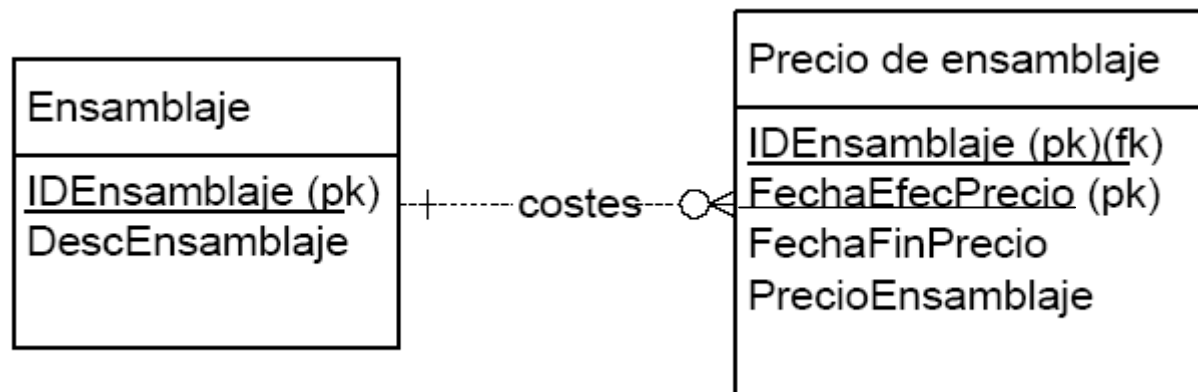 Ensamblaje
IDEnsamblaje (pk)
DescEnsamblaje
costes
Precio de ensamblaje
IDEnsamblaje (pk)(fk)
FechaEfecPrecio (pk)
FechaFinPrecio
PrecioEnsamblaje